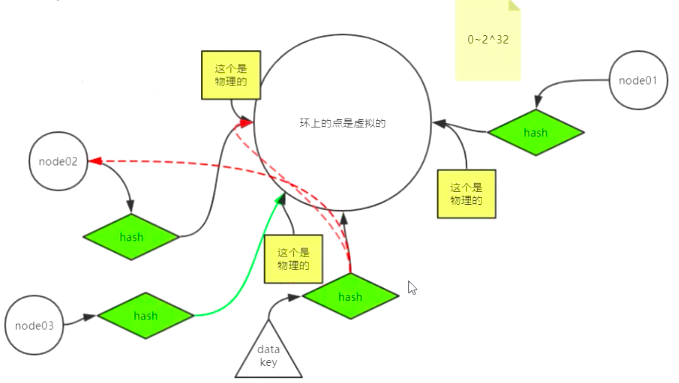 0~2^32
这个是
物理的
node01
环上的点是虚拟的
hash
node02
这个是
物理的
hash
这个是
物理的
hash
hash
node03
data
key